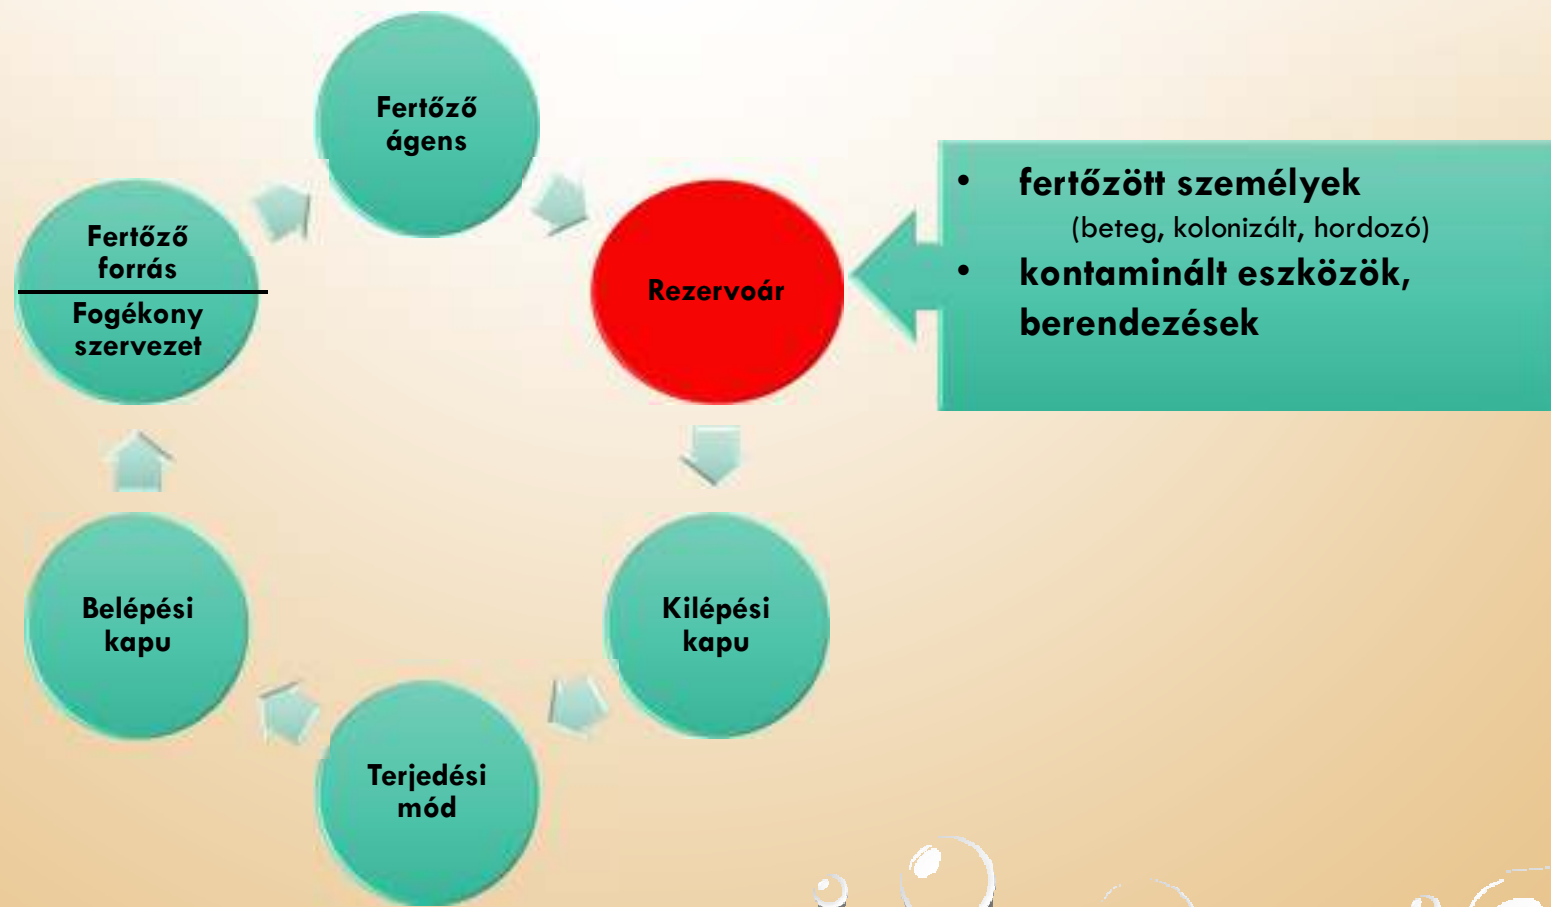 Fertőző
ágens
Rezervoár
• fertőzött személyek
(beteg, kolonizált, hordozó)
• kontaminált eszközök,
berendezések
Kilépési
kapu
Terjedési
mód
Belépési
kapu
Fertőző
forrás
Fogékony
szervezet